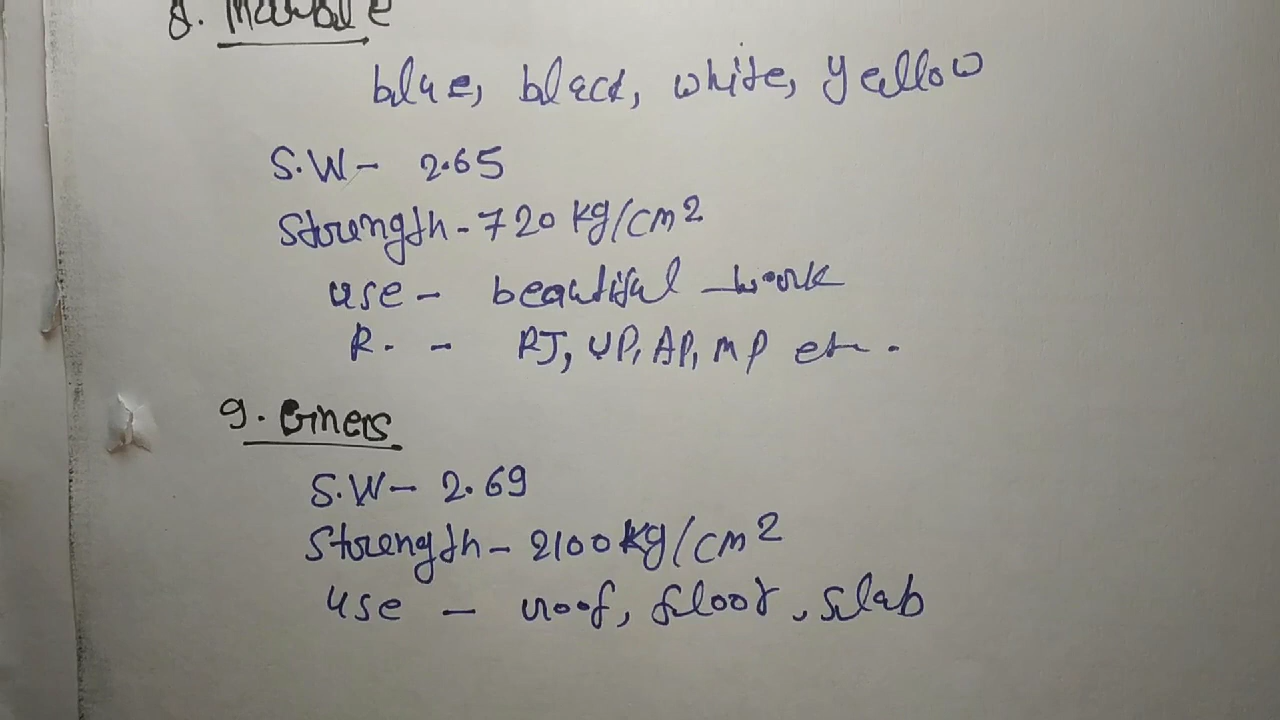 8. Marble
blue, black, white, yellow
S.W - 2.65
Strength - 720 kg/cm2
use - beautiful work
R. - RJ, UP, AP, MP etc.
9. Gneis
S.W - 2.69
Strength - 2100 kg/cm2
use - roof, floor, slab